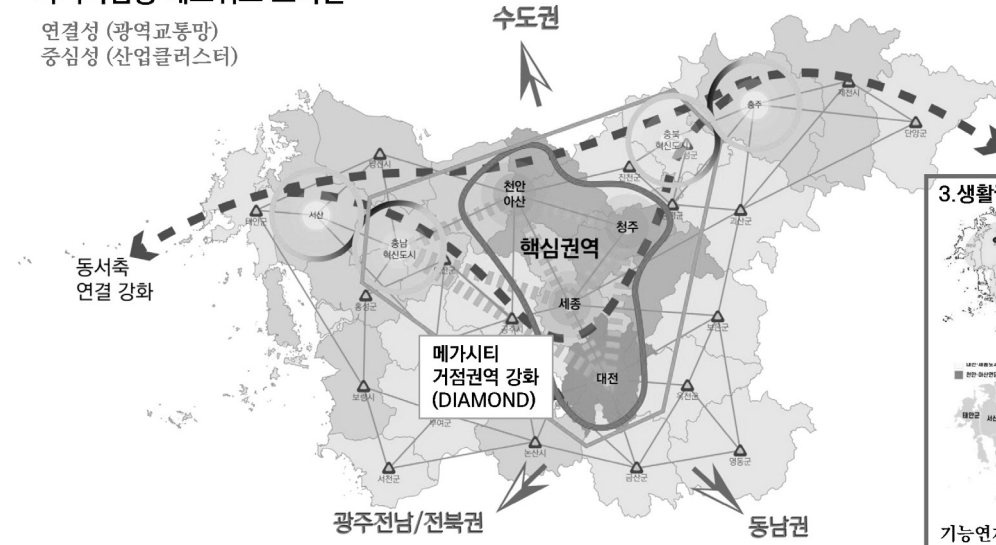 연결성 (광역교통망)
중심성 (산업클러스터)
수도권
충주
제천시
단양군
충북
혁신도시
진천군
괴산군
천안
아산
청주
핵심권역
서산
태안군
충남
혁신도시
동서축
연결 강화
홍성군
세종
공주시
보은군
메가시티
거점권역 강화
(DIAMOND)
대전
옥천군
보령시
부여군
논산시
영동군
서천군
금산군
광주전남/전북권
동남권
3.생활
태안군
기능연